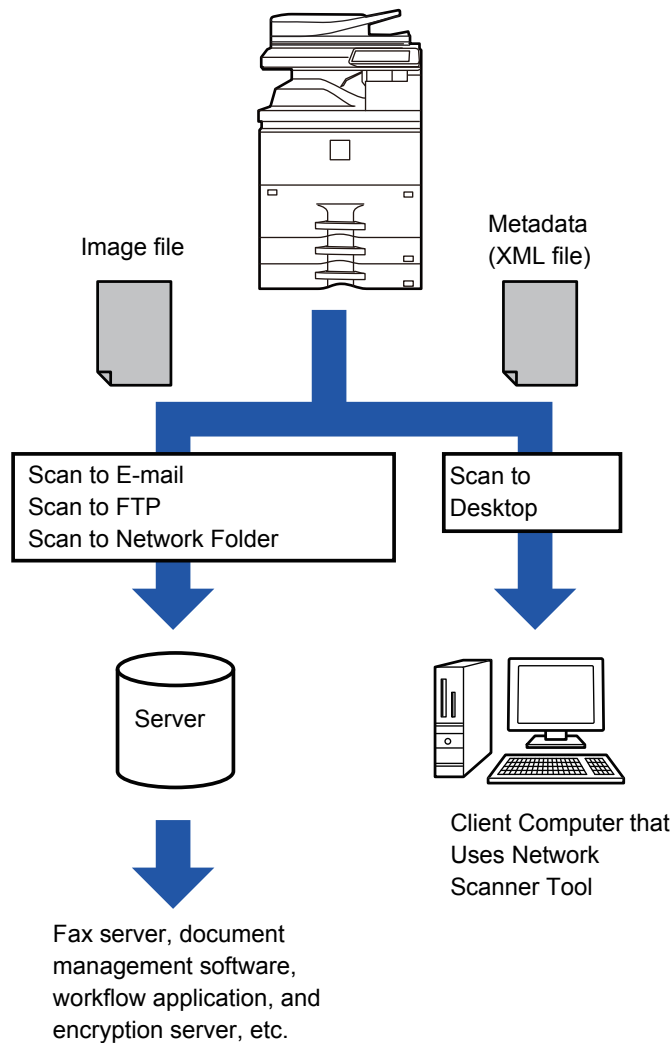 Image file
Metadata
(XML file)
Scan to E-mail
Scan to FTP
Scan to Network Folder
Scan to
Desktop
Server
Client Computer that
Uses Network
Scanner Tool
Fax server, document
management software,
workflow application, and
encryption server, etc.